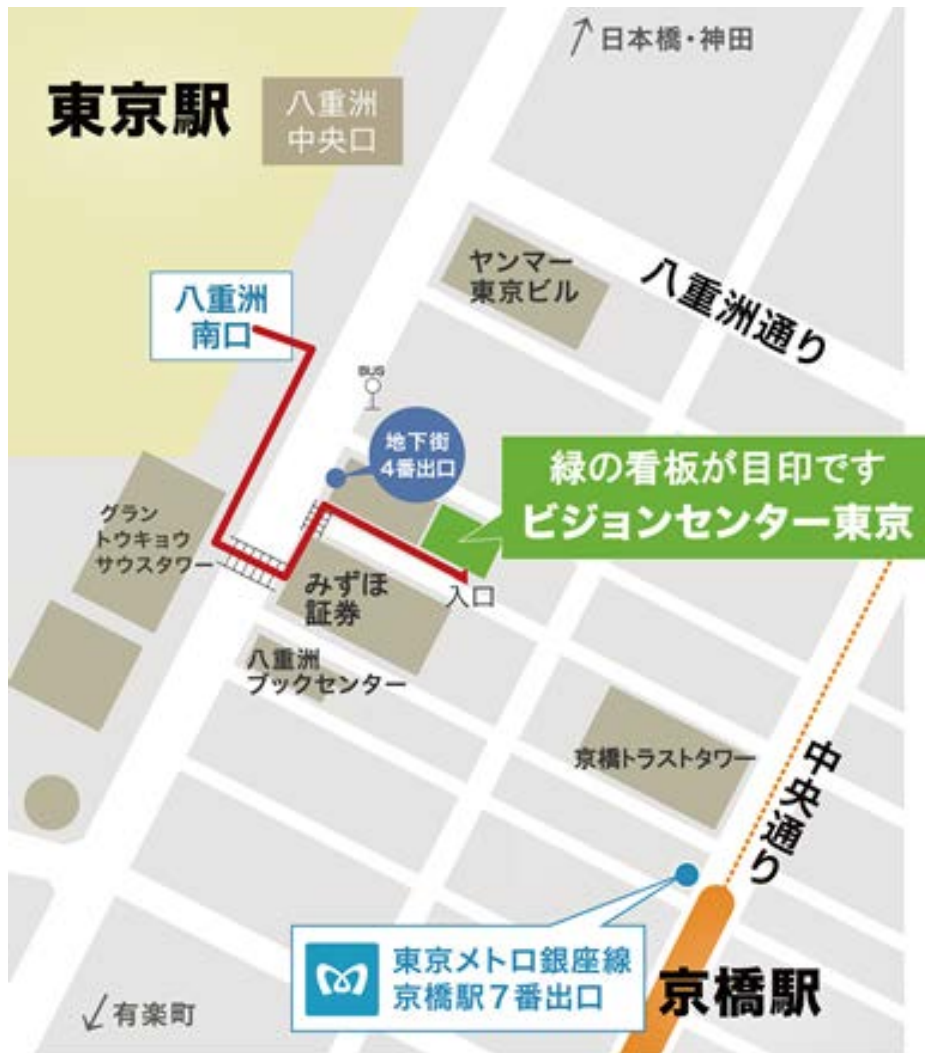 日本橋・神田
東京駅
八重洲
中央口
ヤンマー
東京ビル
八重洲通り
八重洲
南口
BUS
地下街
4番出口
緑の看板が目印です
ビジョンセンター東京
グラン
トウキョウ
サウスタワー
みずほ
証券
入口
八重洲
ブックセンター
京橋トラストタワー
中央通り
東京メトロ銀座線
京橋駅7番出口
京橋駅
有楽町